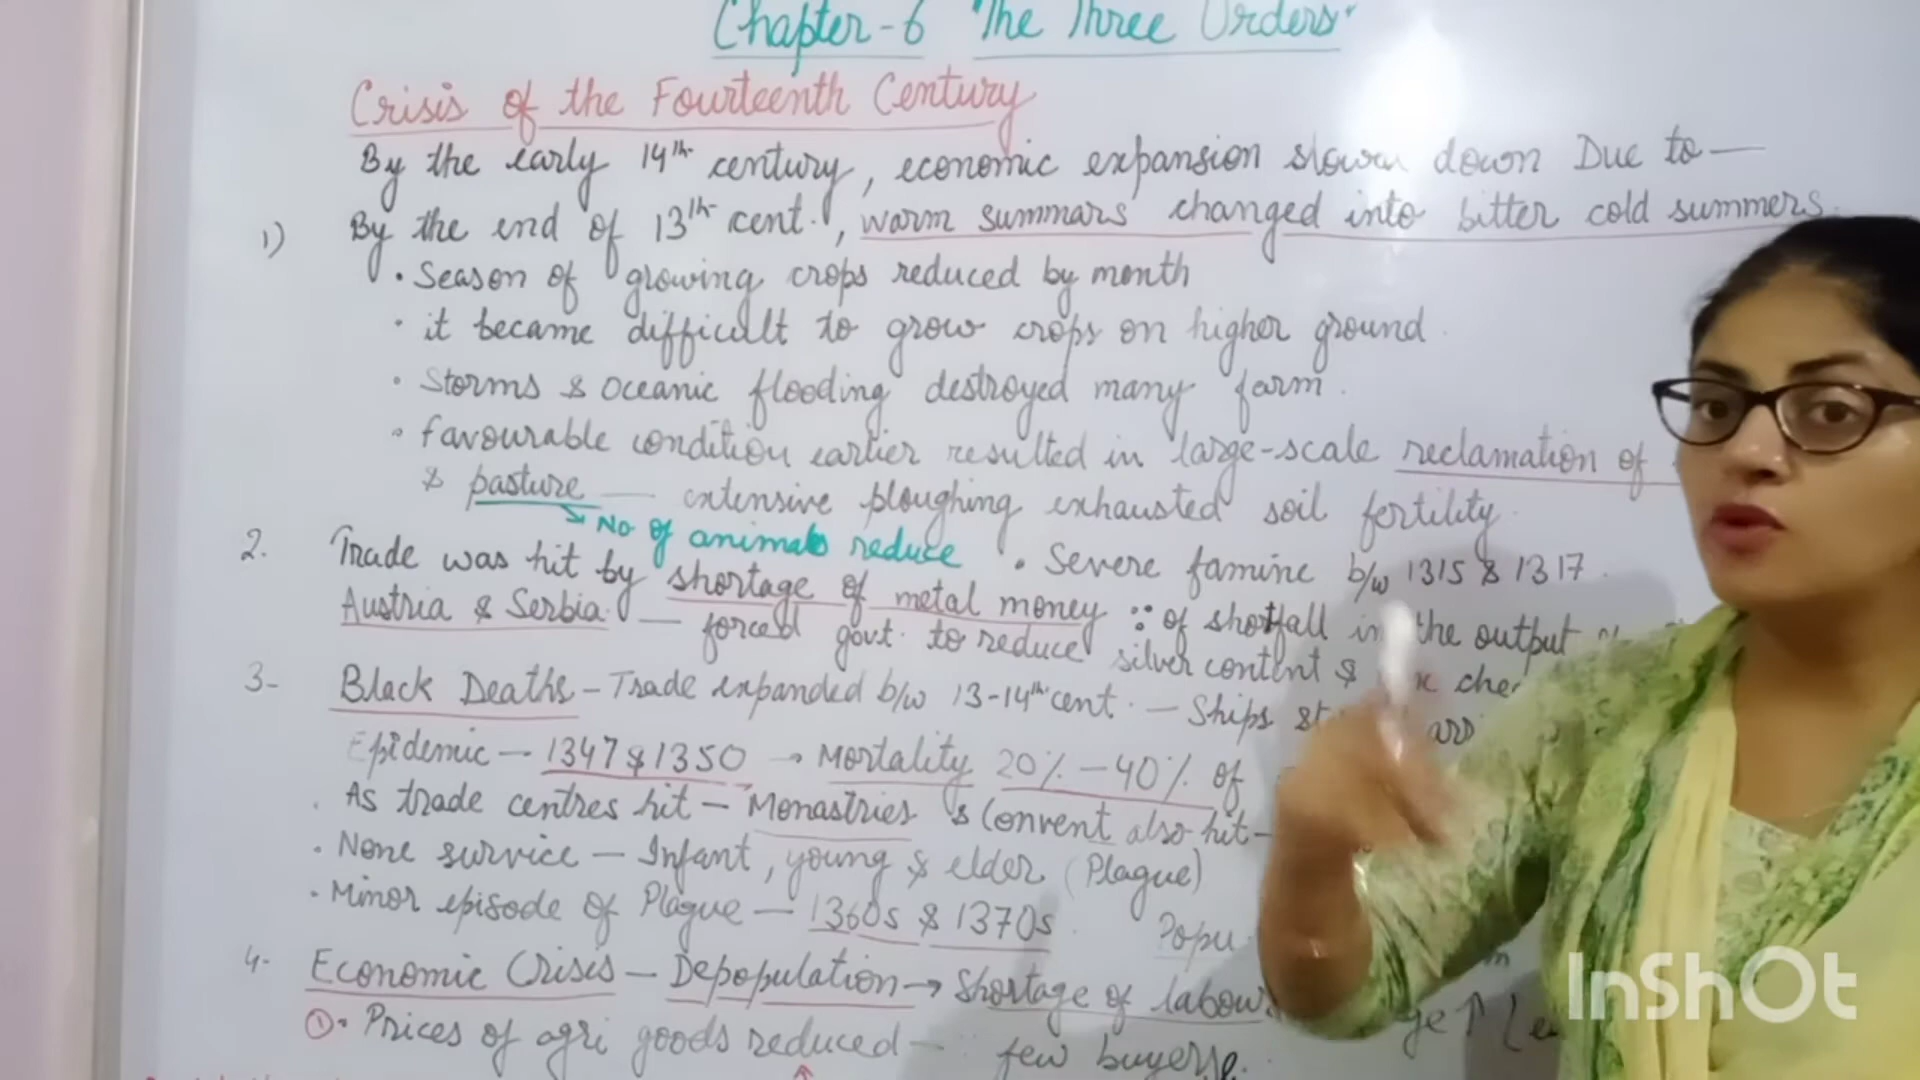 Chapter-6 "The Three Orders"
Crisis of the Fourteenth Century
By the early 14th century, economic expansion slown down Due to —
1) By the end of 13th cent., warm summars changed into bitter cold summers.
• Season of growing crops reduced by month
• it became difficult to grow crops on higher ground.
• Storms & oceanic flooding destroyed many farm.
• favourable condition earlier resulted in large-scale reclamation of
& pasture — extensive ploughing exhausted soil fertility.
→ No. of animals reduce • Severe famine b/w 1315 & 1317.
2. Trade was hit by shortage of metal money ∵ of shortfall in the output
Austria & Serbia. — forced govt. to reduce silver content &
3- Black Deaths - Trade expanded b/w 13-14th cent. — Ships
Epidemic — 1347 & 1350 → Mortality 20% - 40% of
. As trade centres hit — Monastries & Convent also hit -
. None survice — Infant, young & elder (Plague)
. Minor episode of Plague — 1360s & 1370s. Popu
4- Economic Crisis — Depopulation → Shortage of labour
① • Prices of agri goods reduced — few buyers.
InShOt